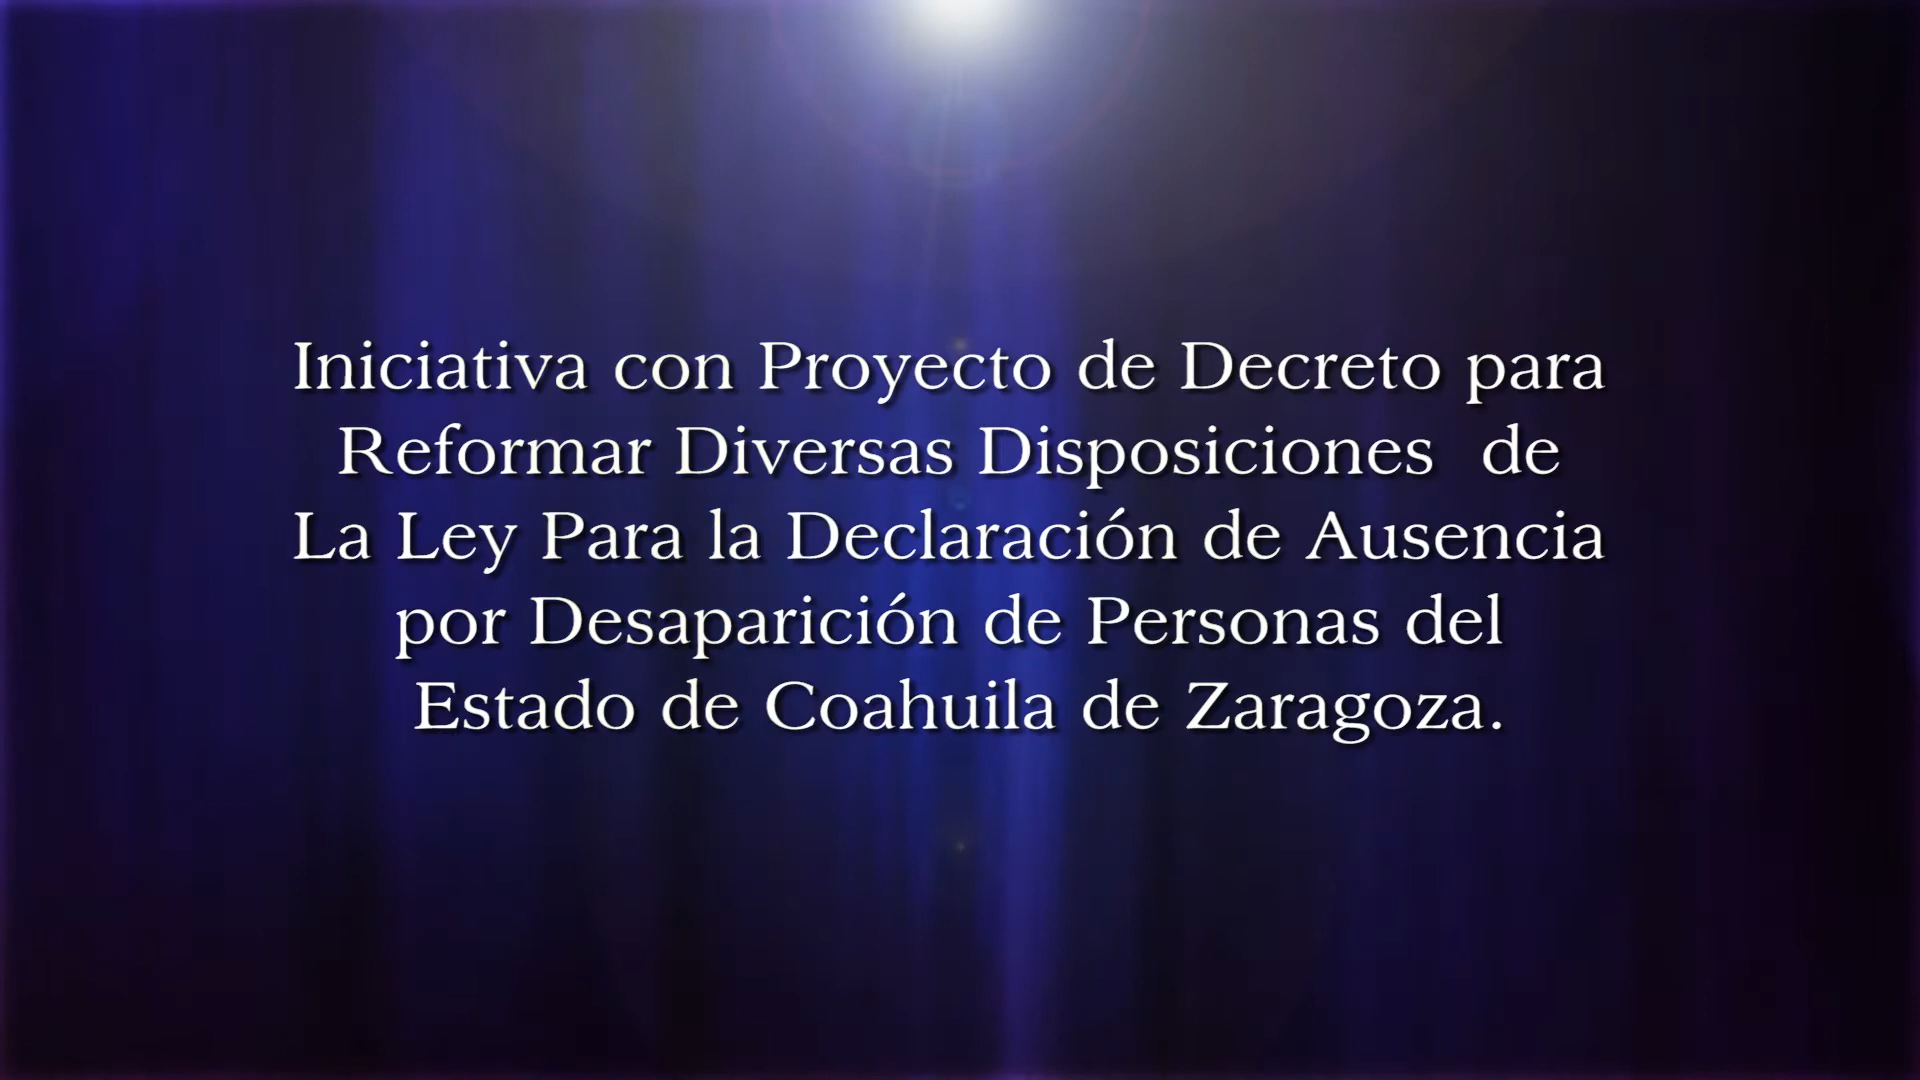 Iniciativa con Proyecto de Decreto para
Reformar Diversas Disposiciones  de
La Ley Para la Declaración de Ausencia
por Desaparición de Personas del
Estado de Coahuila de Zaragoza.